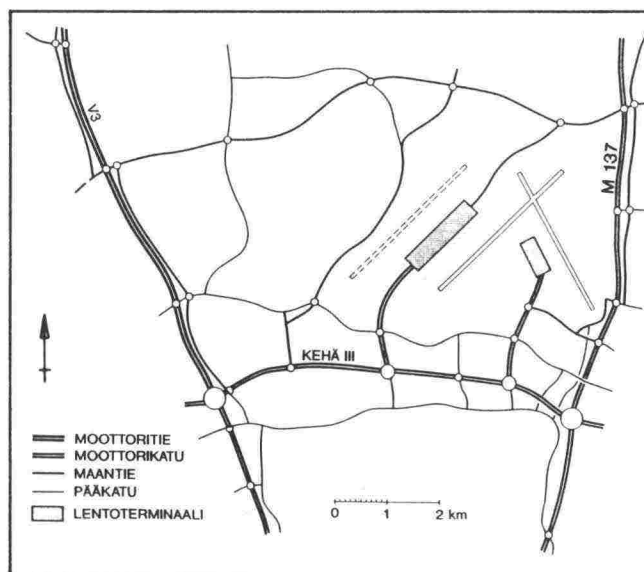 V3
M 137
KEHÄ III
MOOTTORITIE
MOOTTORIKATU
MAANTIE
PÄÄKATU
LENTOTERMINAALI
0 1 2 km